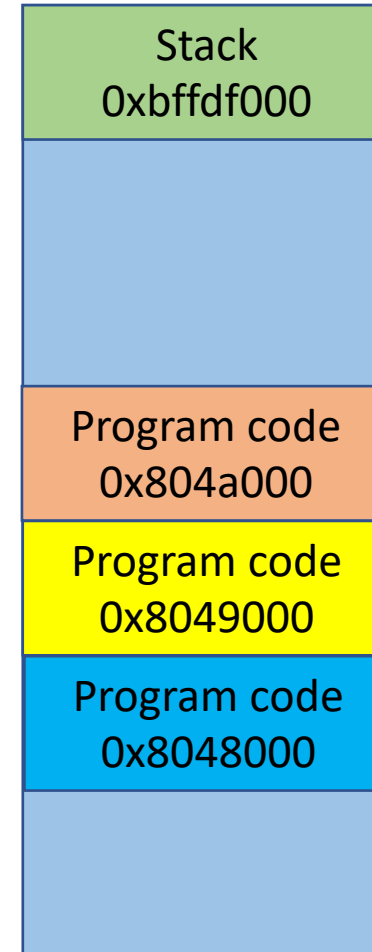 Stack
0xbffdf000
Program code
0x804a000
Program code
0x8049000
Program code
0x8048000